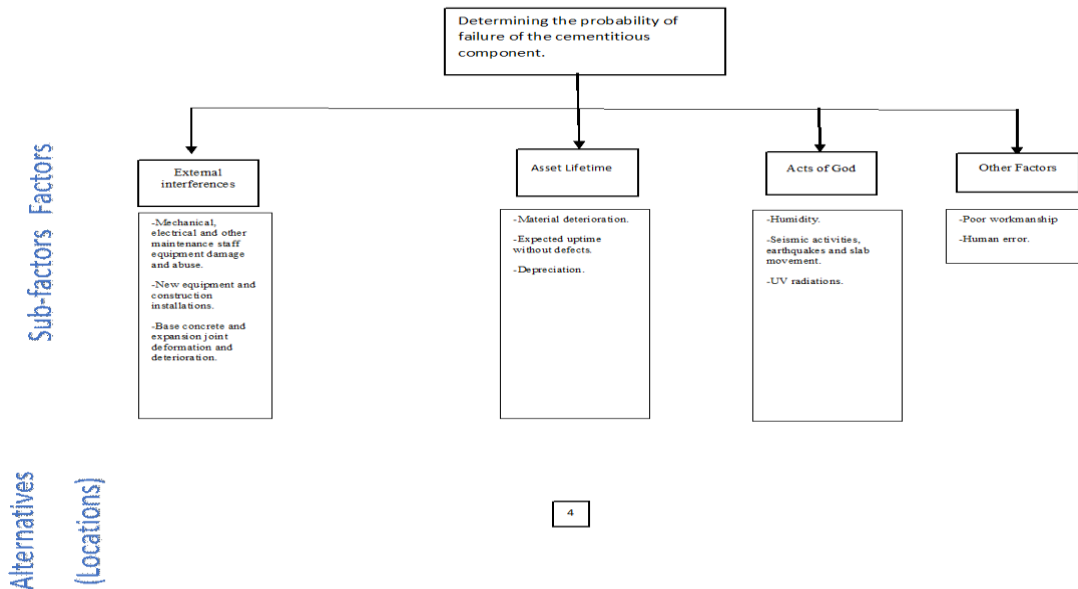 Determining the probability of
failure of the cementitious
component.
Factors
External
interferences
Asset Lifetime
Acts of God
Other Factors
Sub-factors
-Mechanical,
electrical and other
maintenance staff
equipment damage
and abuse.
-New equipment and
construction
installations.
-Base concrete and
expansion joint
deformation and
deterioration.
-Material deterioration.
-Expected uptime
without defects.
-Depreciation.
-Humidity.
-Seismic activities,
earthquakes and slab
movement.
-UV radiations.
-Poor workmanship
-Human error.
Alternatives
(Locations)
4